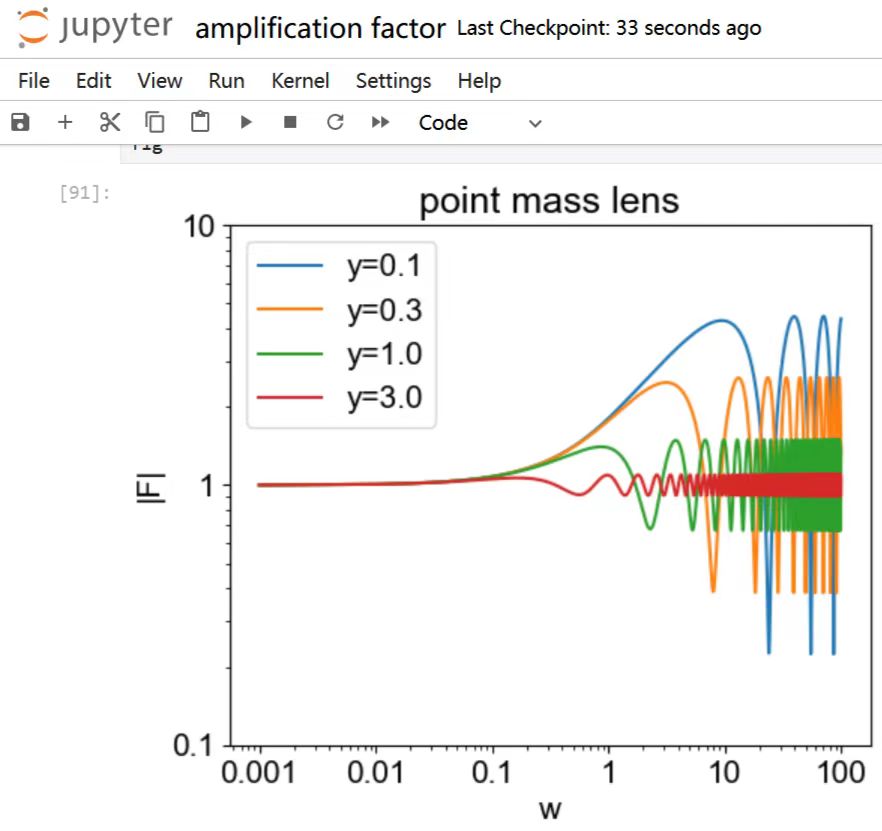 jupyter amplification factor Last Checkpoint: 33 seconds ago
File Edit View Run Kernel Settings Help
Code
fig
[91]:
point mass lens
10
y=0.1
y=0.3
y=1.0
y=3.0
|F|
1
0.1
0.001 0.01 0.1 1 10 100
w